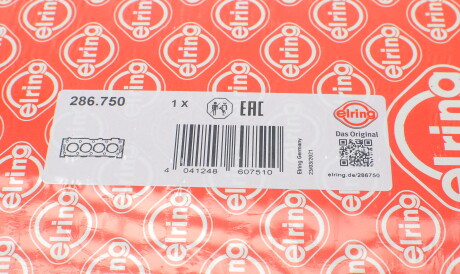 286.750
1 x
EAC
elring
Das Original
elring.de/286750
4 041248 607510
Elring Germany
23/03/2021
elring